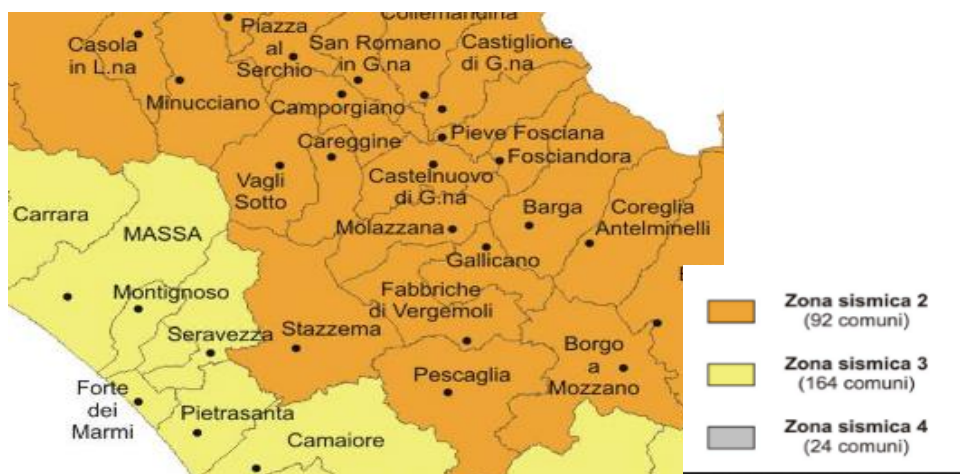 Collemandina
Piazza
al
Serchio
San Romano
in G.na
Castiglione
di G.na
Casola
in L.na
Minucciano
Camporgiano
Careggine
Pieve Fosciana
Fosciandora
Vagli
Sotto
Castelnuovo
di G.na
Barga
Coreglia
Antelminelli
Carrara
MASSA
Molazzana
Gallicano
Montignoso
Fabbriche
di Vergemoli
Seravezza
Stazzema
Borgo
a
Mozzano
Pescaglia
Forte
dei
Marmi
Pietrasanta
Camaiore
Zona sismica 2
(92 comuni)
Zona sismica 3
(164 comuni)
Zona sismica 4
(24 comuni)